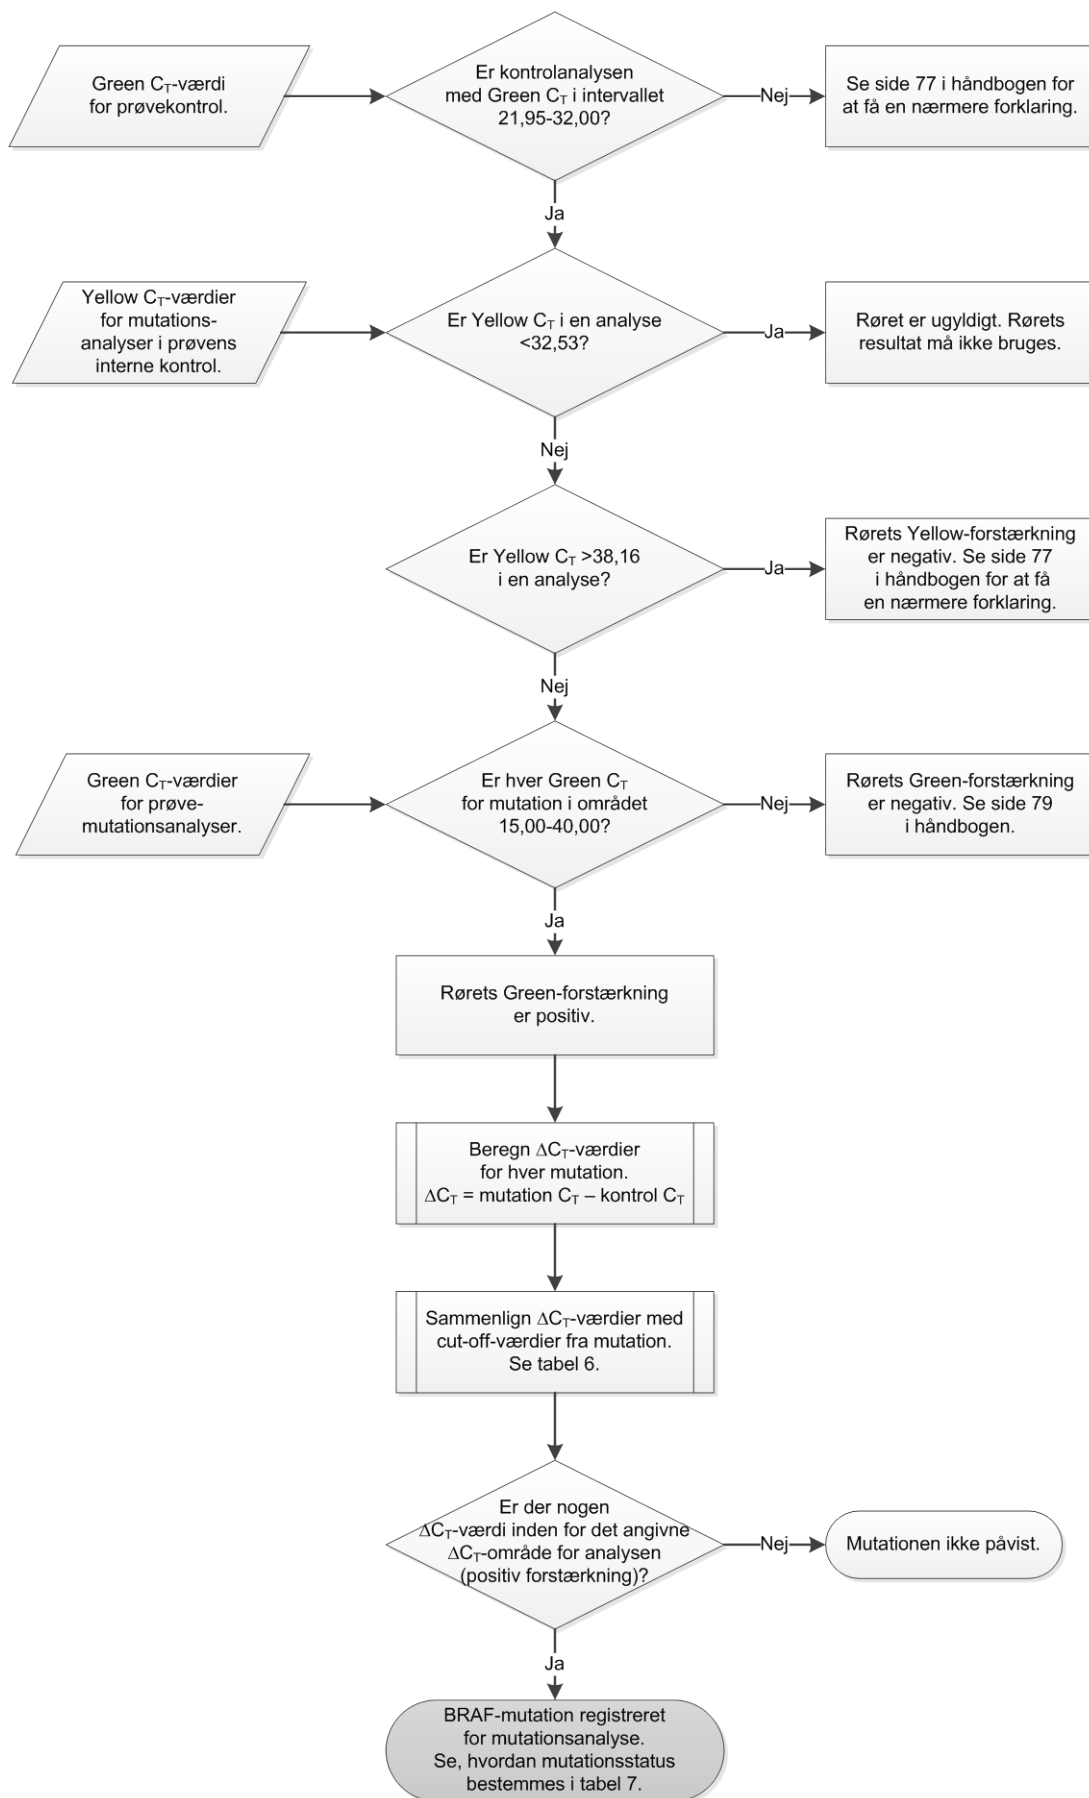 Green CT-værdi
for prøvekontrol.
Er kontrolanalysen
med Green CT i intervallet
21,95-32,00?
Nej
Se side 77 i håndbogen for
at få en nærmere forklaring.
Ja
Yellow CT-værdier
for mutations-
analyser i prøvens
interne kontrol.
Er Yellow CT i en analyse
<32,53?
Ja
Røret er ugyldigt. Rørets
resultat må ikke bruges.
Nej
Er Yellow CT >38,16
i en analyse?
Ja
Rørets Yellow-forstærkning
er negativ. Se side 77
i håndbogen for at få
en nærmere forklaring.
Nej
Green CT-værdier
for prøve-
mutationsanalyser.
Er hver Green CT
for mutation i området
15,00-40,00?
Nej
Rørets Green-forstærkning
er negativ. Se side 79
i håndbogen.
Ja
Rørets Green-forstærkning
er positiv.
Beregn ΔCT-værdier
for hver mutation.
ΔCT = mutation CT – kontrol CT
Sammenlign ΔCT-værdier med
cut-off-værdier fra mutation.
Se tabel 6.
Er der nogen
ΔCT-værdi inden for det angivne
ΔCT-område for analysen
(positiv forstærkning)?
Nej
Mutationen ikke påvist.
Ja
BRAF-mutation registreret
for mutationsanalyse.
Se, hvordan mutationsstatus
bestemmes i tabel 7.